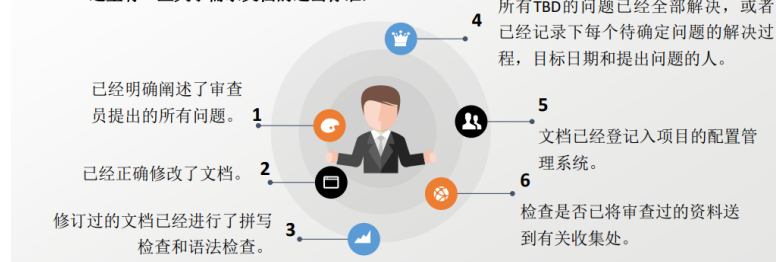 已经明确阐述了审查
员提出的所有问题。
1
已经正确修改了文档。
2
修订过的文档已经进行了拼写
检查和语法检查。
3
4
所有TBD的问题已经全部解决，或者
已经记录下每个待确定问题的解决过
程，目标日期和提出问题的人。
5
文档已经登记入项目的配置管
理系统。
6
检查是否已将审查过的资料送
到有关收集处。